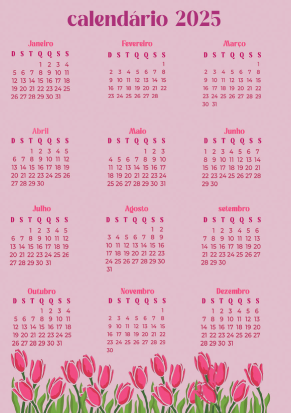 calendário 2025
Janeiro
D S T Q Q S S
1 2 3 4
5 6 7 8 9 10 11
12 13 14 15 16 17 18
19 20 21 22 23 24 25
26 27 28 29 30 31
Fevereiro
D S T Q Q S S
1
2 3 4 5 6 7 8
9 10 11 12 13 14 15
16 17 18 19 20 21 22
23 24 25 26 27 28
Março
D S T Q Q S S
1
2 3 4 5 6 7 8
9 10 11 12 13 14 15
16 17 18 19 20 21 22
23 24 25 26 27 28 29
30 31
Abril
D S T Q Q S S
1 2 3 4 5
6 7 8 9 10 11 12
13 14 15 16 17 18 19
20 21 22 23 24 25 26
27 28 29 30
Maio
D S T Q Q S S
1 2 3
4 5 6 7 8 9 10
11 12 13 14 15 16 17
18 19 20 21 22 23 24
25 26 27 28 29 30 31
Junho
D S T Q Q S S
1 2 3 4 5 6 7
8 9 10 11 12 13 14
15 16 17 18 19 20 21
22 23 24 25 26 27 28
29 30
Julho
D S T Q Q S S
1 2 3 4 5
6 7 8 9 10 11 12
13 14 15 16 17 18 19
20 21 22 23 24 25 26
27 28 29 30 31
Agosto
D S T Q Q S S
1 2
3 4 5 6 7 8 9
10 11 12 13 14 15 16
17 18 19 20 21 22 23
24 25 26 27 28 29 30
31
setembro
D S T Q Q S S
1 2 3 4 5 6
7 8 9 10 11 12 13
14 15 16 17 18 19 20
21 22 23 24 25 26 27
28 29 30
Outubro
D S T Q Q S S
1 2 3 4
5 6 7 8 9 10 11
12 13 14 15 16 17 18
19 20 21 22 23 24 25
26 27 28 29 30 31
Novembro
D S T Q Q S S
1
2 3 4 5 6 7 8
9 10 11 12 13 14 15
16 17 18 19 20 21 22
23 24 25 26 27 28 29
30
Dezembro
D S T Q Q S S
1 2 3 4 5 6
7 8 9 10 11 12 13
14 15 16 17 18 19 20
21 22 23 24 25 26 27
28 29 30 31